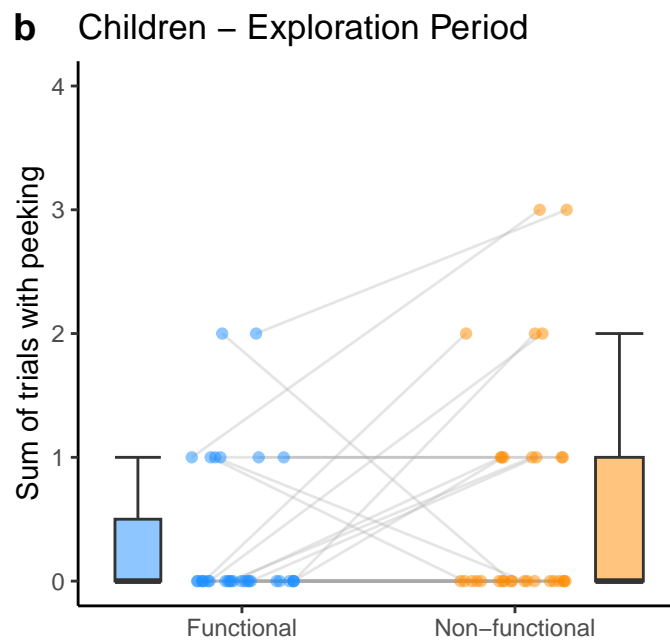 b Children – Exploration Period
Sum of trials with peeking
4
3
2
1
0
Functional Non−functional